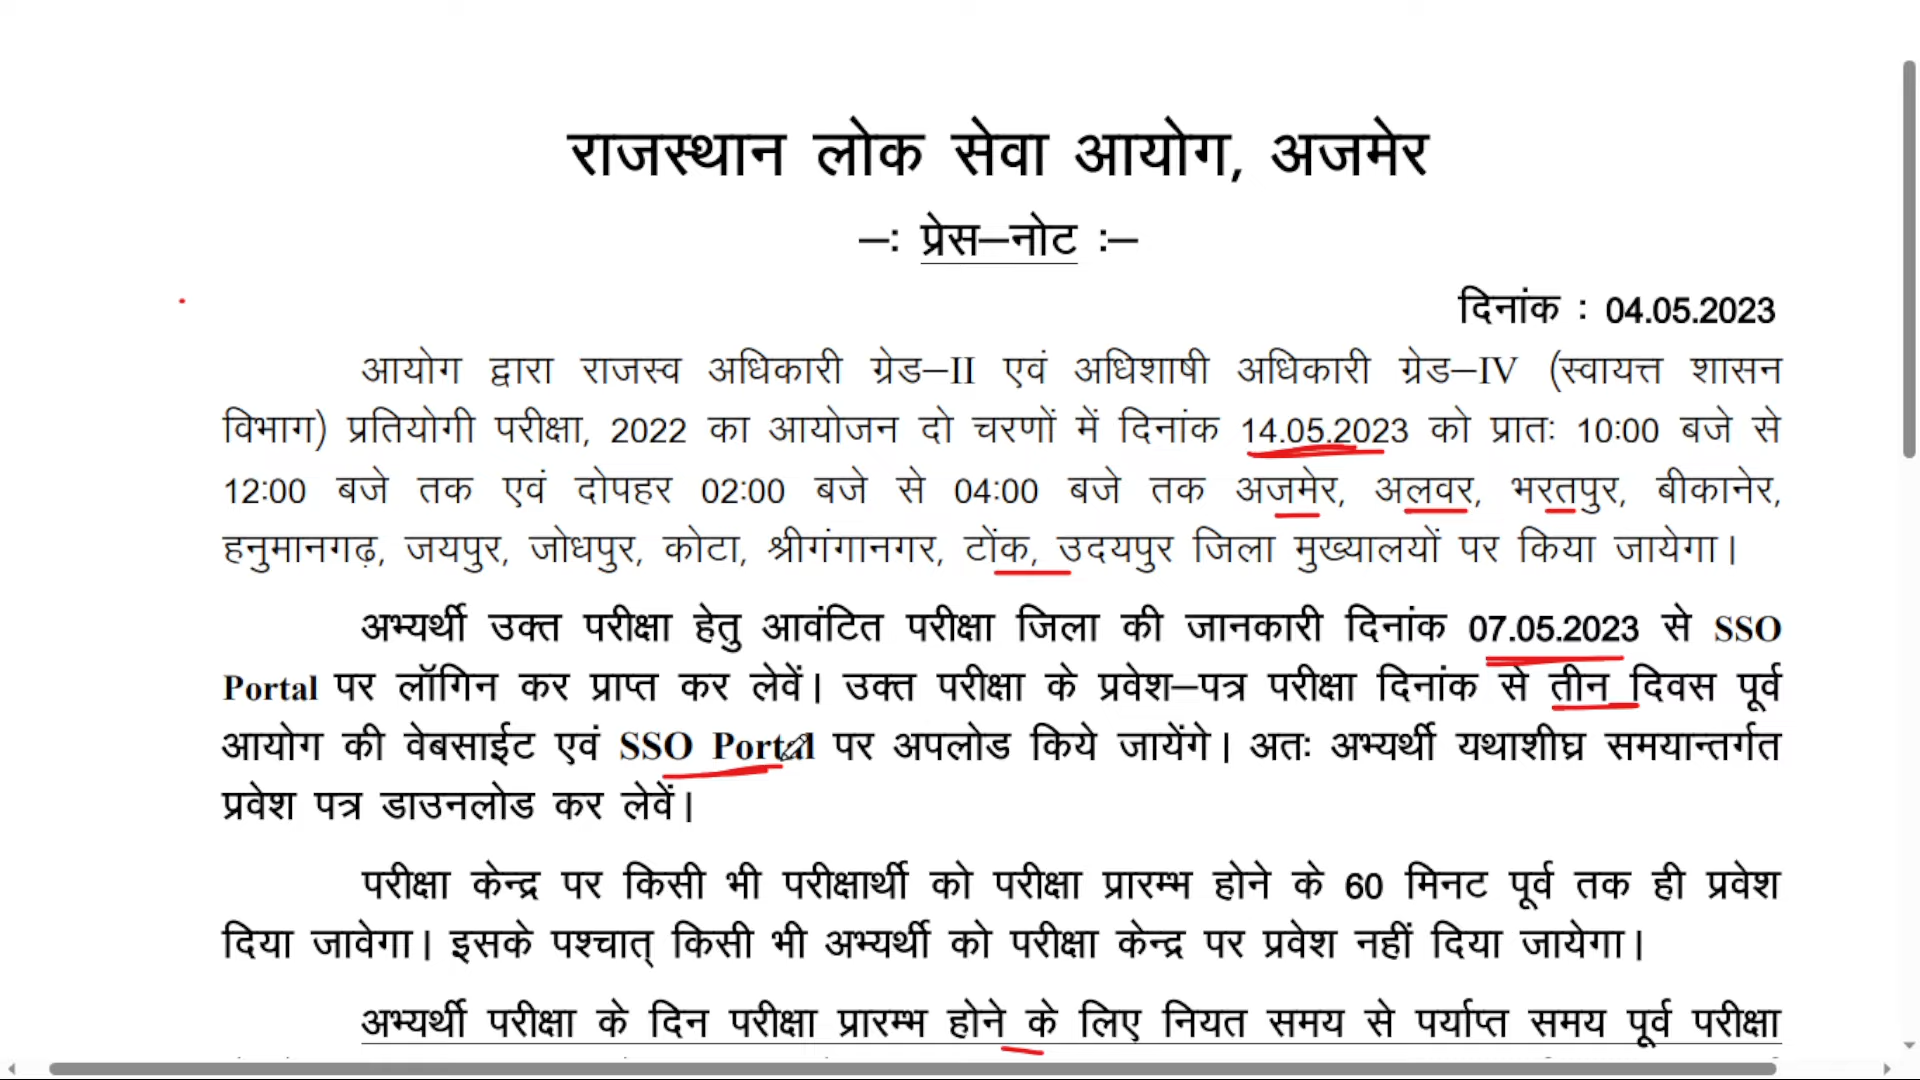 राजस्थान लोक सेवा आयोग, अजमेर
—: प्रेस—नोट :—
दिनांक : 04.05.2023
आयोग द्वारा राजस्व अधिकारी ग्रेड—II एवं अधिशाषी अधिकारी ग्रेड—IV (स्वायत्त शासन
विभाग) प्रतियोगी परीक्षा, 2022 का आयोजन दो चरणों में दिनांक 14.05.2023 को प्रातः 10:00 बजे से
12:00 बजे तक एवं दोपहर 02:00 बजे से 04:00 बजे तक अजमेर, अलवर, भरतपुर, बीकानेर,
हनुमानगढ़, जयपुर, जोधपुर, कोटा, श्रीगंगानगर, टोंक, उदयपुर जिला मुख्यालयों पर किया जायेगा।
अभ्यर्थी उक्त परीक्षा हेतु आवंटित परीक्षा जिला की जानकारी दिनांक 07.05.2023 से SSO
Portal पर लॉगिन कर प्राप्त कर लेवें। उक्त परीक्षा के प्रवेश—पत्र परीक्षा दिनांक से तीन दिवस पूर्व
आयोग की वेबसाईट एवं SSO Portal पर अपलोड किये जायेंगे। अतः अभ्यर्थी यथाशीघ्र समयान्तर्गत
प्रवेश पत्र डाउनलोड कर लेवें।
परीक्षा केन्द्र पर किसी भी परीक्षार्थी को परीक्षा प्रारम्भ होने के 60 मिनट पूर्व तक ही प्रवेश
दिया जावेगा। इसके पश्चात् किसी भी अभ्यर्थी को परीक्षा केन्द्र पर प्रवेश नहीं दिया जायेगा।
अभ्यर्थी परीक्षा के दिन परीक्षा प्रारम्भ होने के लिए नियत समय से पर्याप्त समय पूर्व परीक्षा